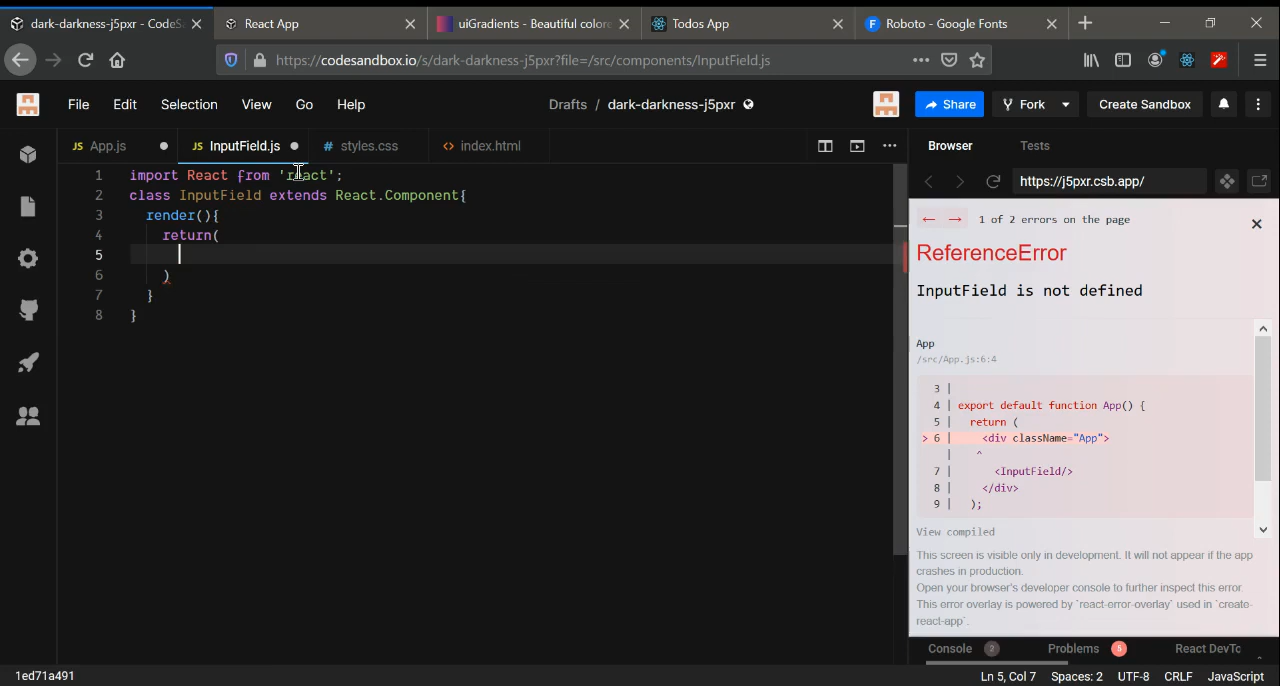 dark-darkness-j5pxr - CodeSa
React App
uiGradients - Beautiful colore
Todos App
F Roboto - Google Fonts
https://codesandbox.io/s/dark-darkness-j5pxr?file=/src/components/InputField.js
File Edit Selection View Go Help
Drafts / dark-darkness-j5pxr
Share
Fork
Create Sandbox
JS App.js
JS InputField.js
# styles.css
<> index.html
Browser
Tests
https://j5pxr.csb.app/
1 import React from 'react';
2 class InputField extends React.Component{
3 render(){
4 return(
5
6 )
7 }
8 }
← → 1 of 2 errors on the page
ReferenceError
InputField is not defined
App
/src/App.js:6:4
3 |
4 | export default function App() {
5 | return (
> 6 | <div className="App">
| ^
7 | <InputField/>
8 | </div>
9 | );
View compiled
This screen is visible only in development. It will not appear if the app
crashes in production.
Open your browser's developer console to further inspect this error.
This error overlay is powered by `react-error-overlay` used in `create-
react-app`.
Console 2
Problems 5
React DevTo
1ed71a491
Ln 5, Col 7
Spaces: 2
UTF-8
CRLF
JavaScript